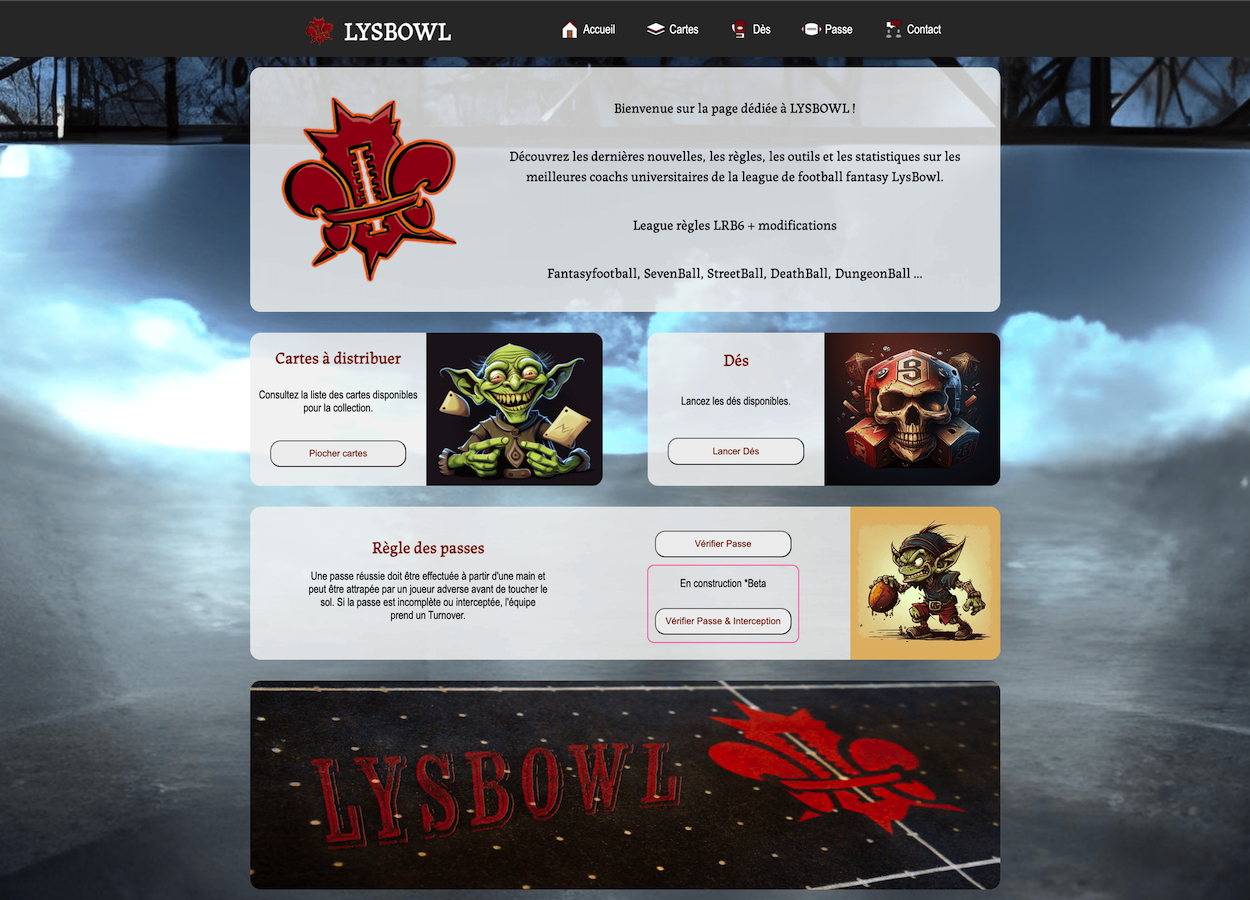 LYSBOWL
Accueil
Cartes
Dès
Passe
Contact
Bienvenue sur la page dédiée à LYSBOWL !
Découvrez les dernières nouvelles, les règles, les outils et les statistiques sur les
meilleures coachs universitaires de la league de football fantasy LysBowl.
League règles LRB6 + modifications
Fantasyfootball, SevenBall, StreetBall, DeathBall, DungeonBall ...
Cartes à distribuer
Consultez la liste des cartes disponibles
pour la collection.
Piocher cartes
Dés
Lancez les dés disponibles.
Lancer Dés
3
Règle des passes
Une passe réussie doit être effectuée à partir d'une main et
peut être attrapée par un joueur adverse avant de toucher le
sol. Si la passe est incomplète ou interceptée, l'équipe
prend un Turnover.
Vérifier Passe
En construction *Beta
Vérifier Passe & Interception
LYSBOWL